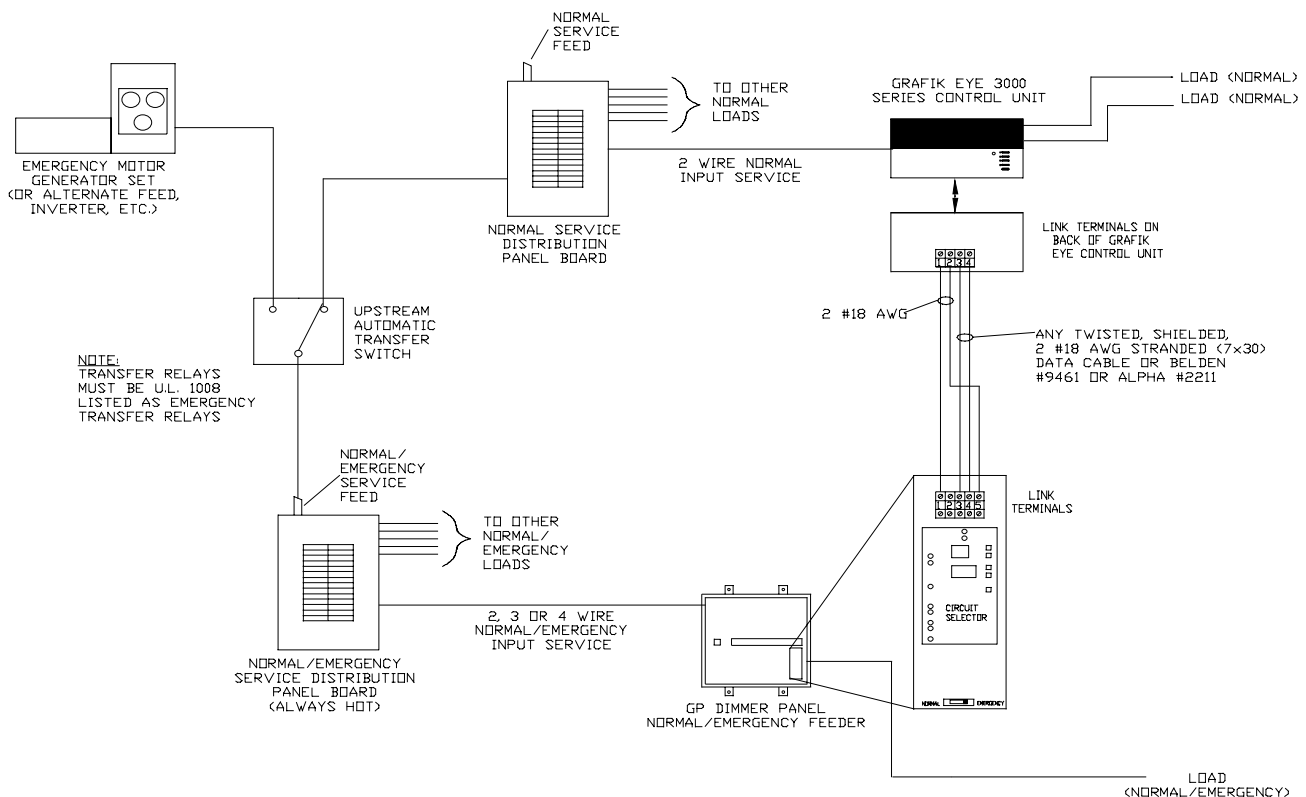 NORMAL
SERVICE
FEED
TO OTHER
NORMAL
LOADS
GRAFIK EYE 3000
SERIES CONTROL UNIT
LOAD (NORMAL)
LOAD (NORMAL)
EMERGENCY MOTOR
GENERATOR SET
(OR ALTERNATE FEED,
INVERTER, ETC.)
2 WIRE NORMAL
INPUT SERVICE
NORMAL SERVICE
DISTRIBUTION
PANEL BOARD
LINK TERMINALS ON
BACK OF GRAFIK
EYE CONTROL UNIT
1 2 3 4
UPSTREAM
AUTOMATIC
TRANSFER
SWITCH
2 #18 AWG
ANY TWISTED, SHIELDED,
2 #18 AWG STRANDED (7x30)
DATA CABLE OR BELDEN
#9461 OR ALPHA #2211
NOTE:
TRANSFER RELAYS
MUST BE U.L. 1008
LISTED AS EMERGENCY
TRANSFER RELAYS
NORMAL/
EMERGENCY
SERVICE
FEED
TO OTHER
NORMAL/
EMERGENCY
LOADS
LINK
TERMINALS
1 2 3 4 5
CIRCUIT
SELECTOR
2, 3 OR 4 WIRE
NORMAL/EMERGENCY
INPUT SERVICE
NORMAL/EMERGENCY
SERVICE DISTRIBUTION
PANEL BOARD
(ALWAYS HOT)
GP DIMMER PANEL
NORMAL/EMERGENCY FEEDER
NORMAL EMERGENCY
LOAD
(NORMAL/EMERGENCY)